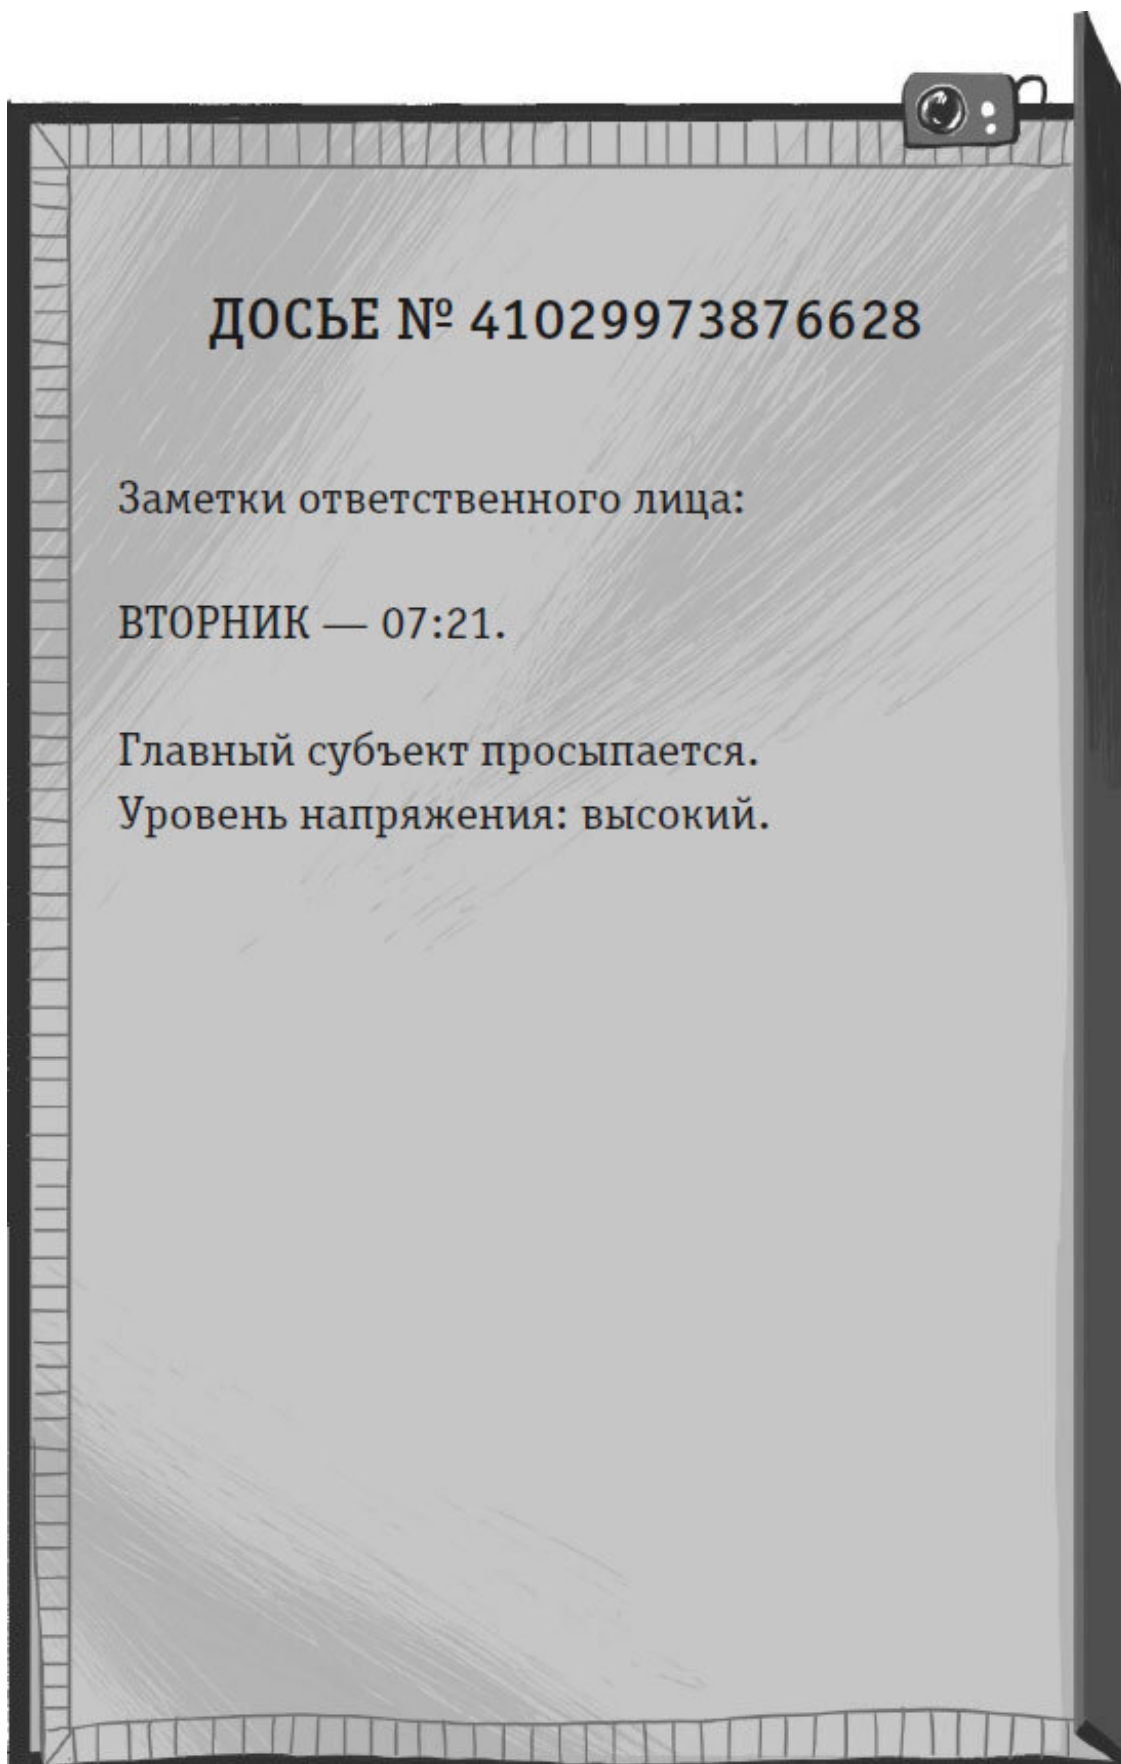 ДОСЬЕ № 41029973876628
Заметки ответственного лица:
ВТОРНИК — 07:21.
Главный субъект просыпается.
Уровень напряжения: высокий.